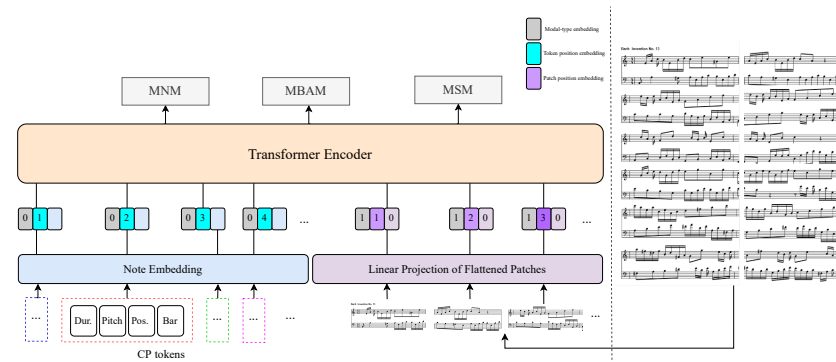 Modal-type embedding
Token position embedding
Patch position embedding
Bach Invention No. 13
MNM MBAM MSM
Transformer Encoder
0 1 0 2 0 3 0 4 ... 1 1 0 1 2 0 1 3 0 ...
Note Embedding Linear Projection of Flattened Patches
... Dur. Pitch Pos. Bar ... ... ... ...
CP tokens